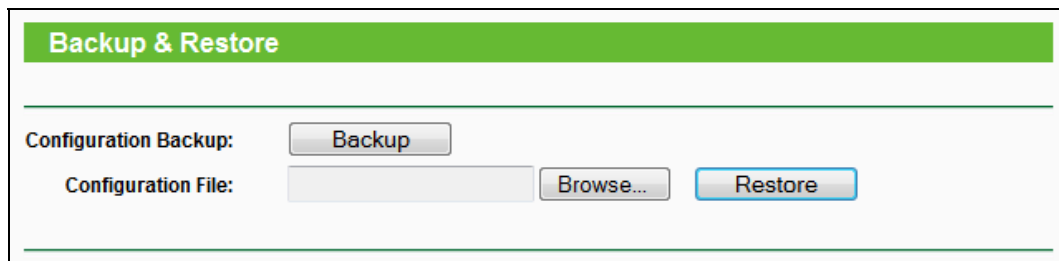 Backup & Restore
Configuration Backup: Backup
Configuration File: Browse... Restore